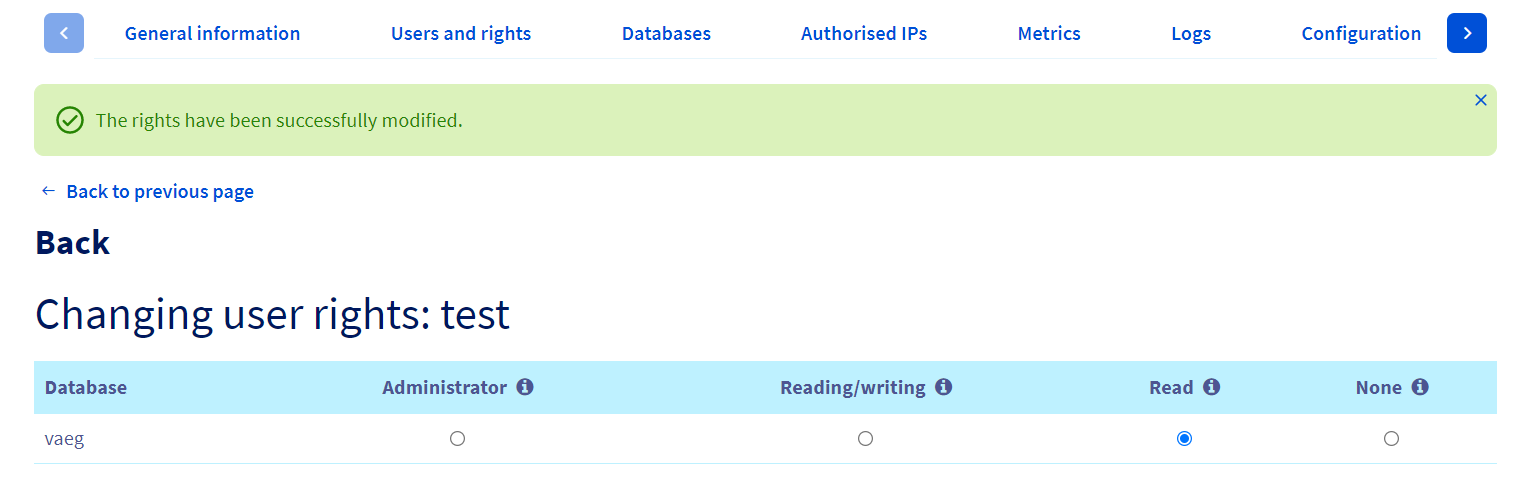 General information Users and rights Databases Authorised IPs Metrics Logs Configuration
The rights have been successfully modified.
Back to previous page
Back
Changing user rights: test
Database Administrator Reading/writing Read None
vaeg